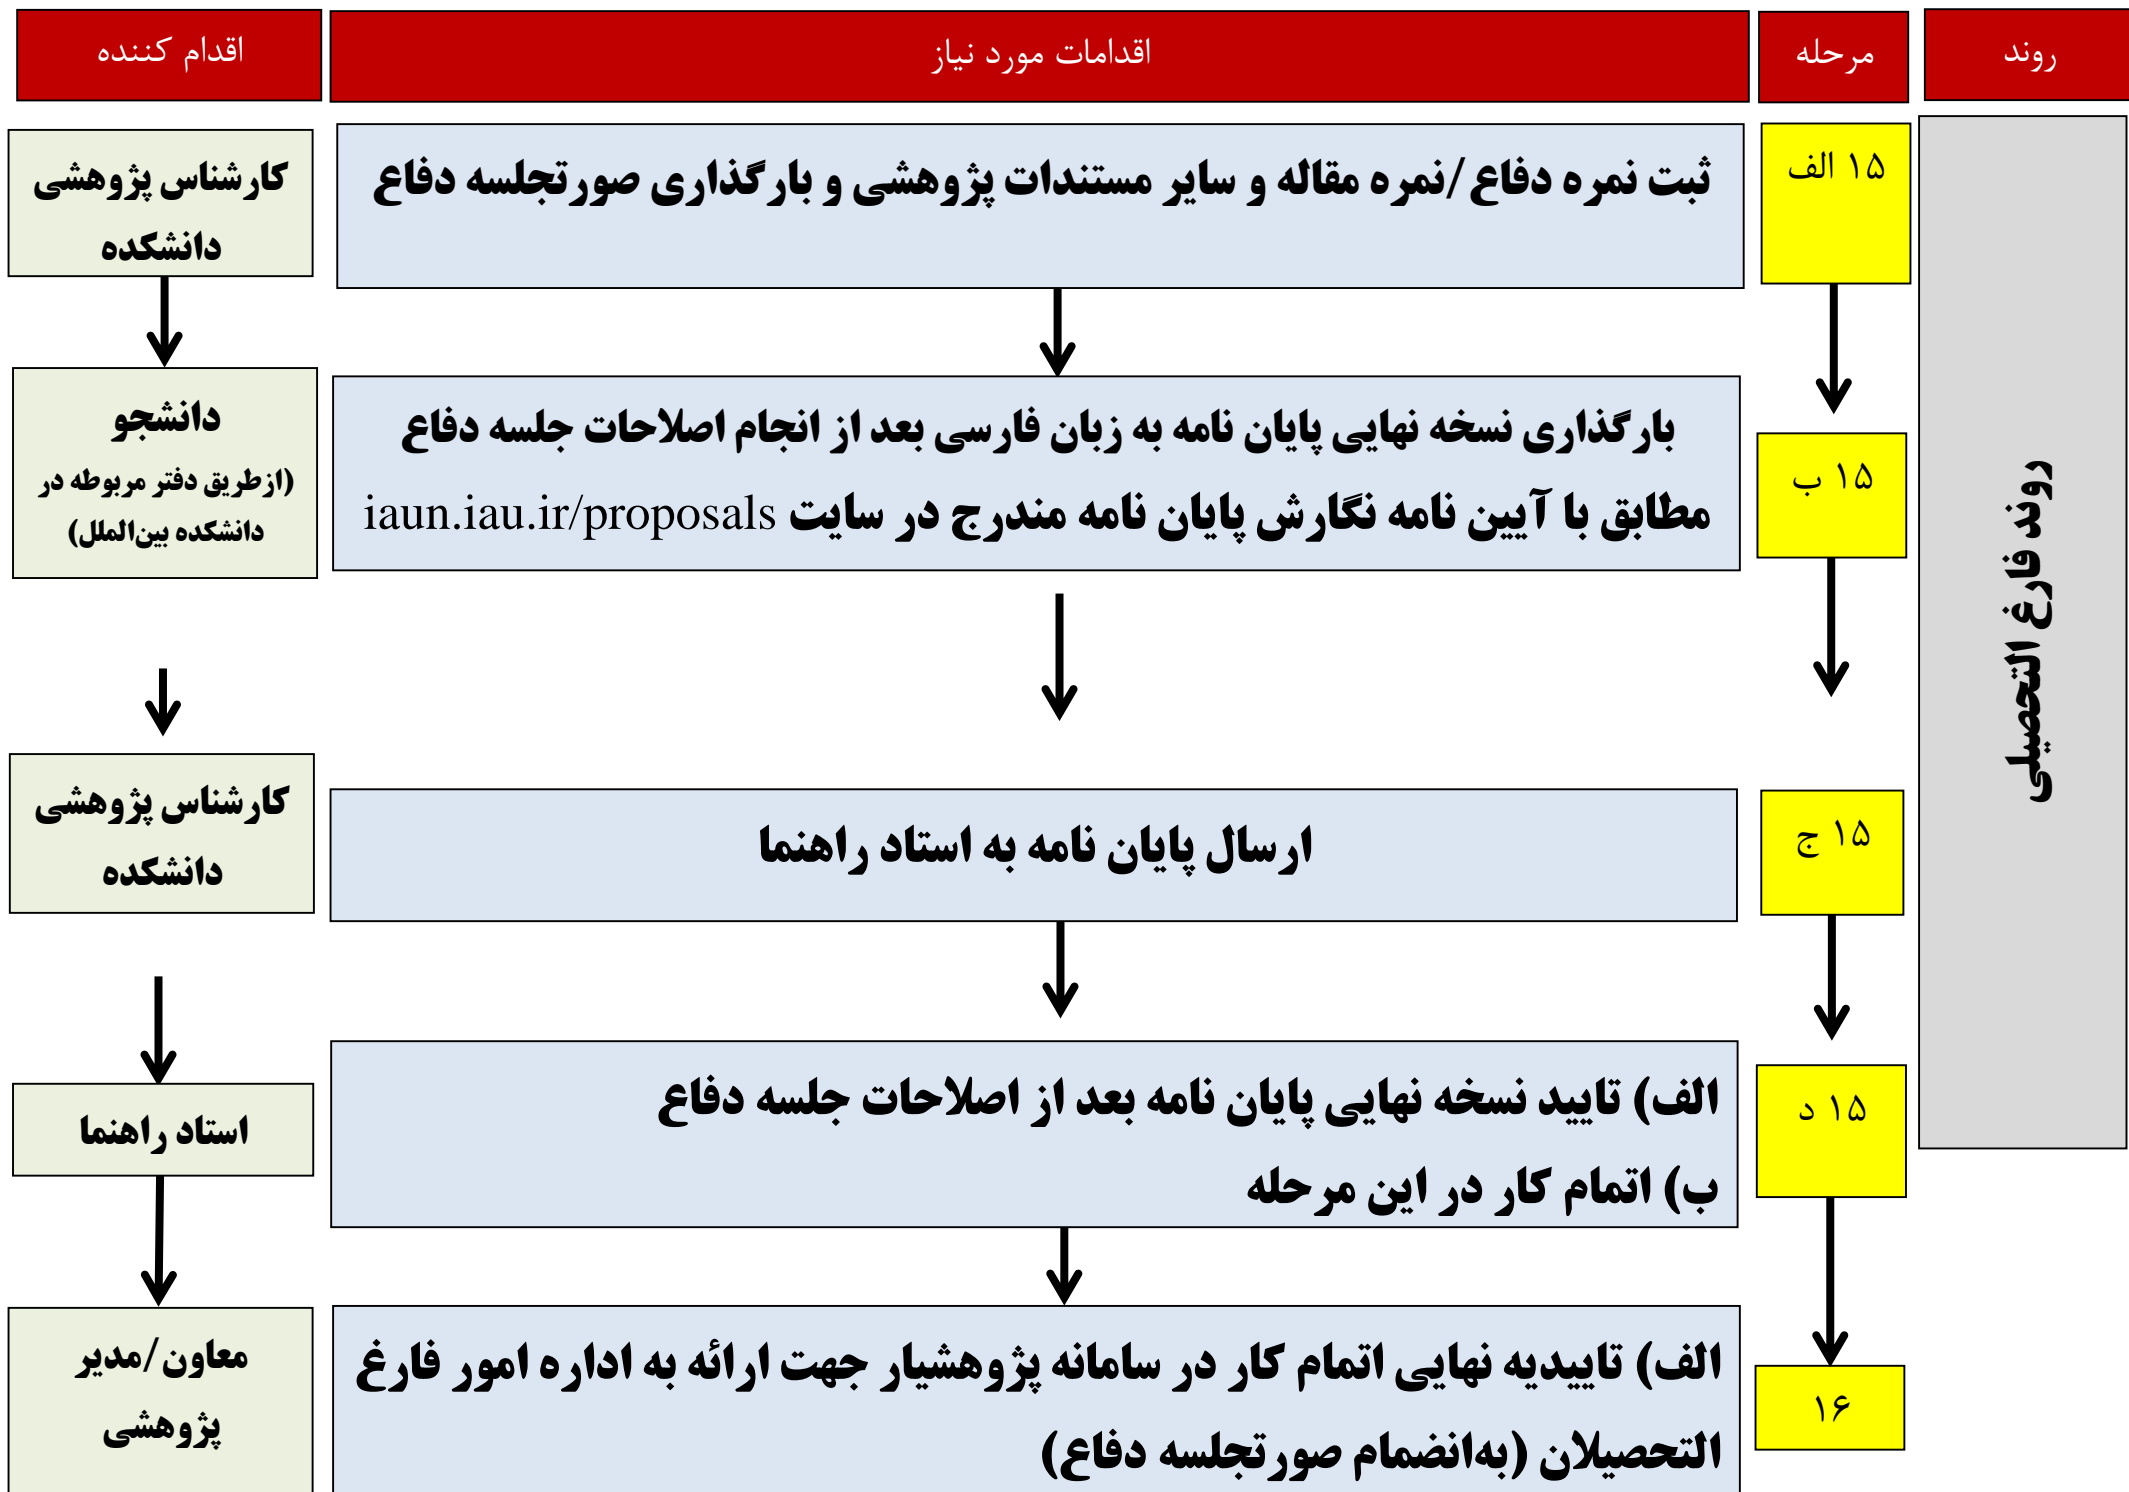 روند
مرحله
اقدامات مورد نیاز
اقدام کننده
روند فارغ التحصیلی
۱۵ الف
ثبت نمره دفاع/نمره مقاله و سایر مستندات پژوهشی و بارگذاری صورتجلسه دفاع
کارشناس پژوهشی
دانشکده
۱۵ ب
بارگذاری نسخه نهایی پایان نامه به زبان فارسی بعد از انجام اصلاحات جلسه دفاع
مطابق با آیین نامه نگارش پایان نامه مندرج در سایت iaun.iau.ir/proposals
دانشجو
(ازطریق دفتر مربوطه در
دانشکده بین‌الملل)
۱۵ ج
ارسال پایان نامه به استاد راهنما
کارشناس پژوهشی
دانشکده
۱۵ د
الف) تایید نسخه نهایی پایان نامه بعد از اصلاحات جلسه دفاع
ب) اتمام کار در این مرحله
استاد راهنما
۱۶
الف) تاییدیه نهایی اتمام کار در سامانه پژوهشیار جهت ارائه به اداره امور فارغ
التحصیلان (به‌انضمام صورتجلسه دفاع)
معاون/مدیر
پژوهشی